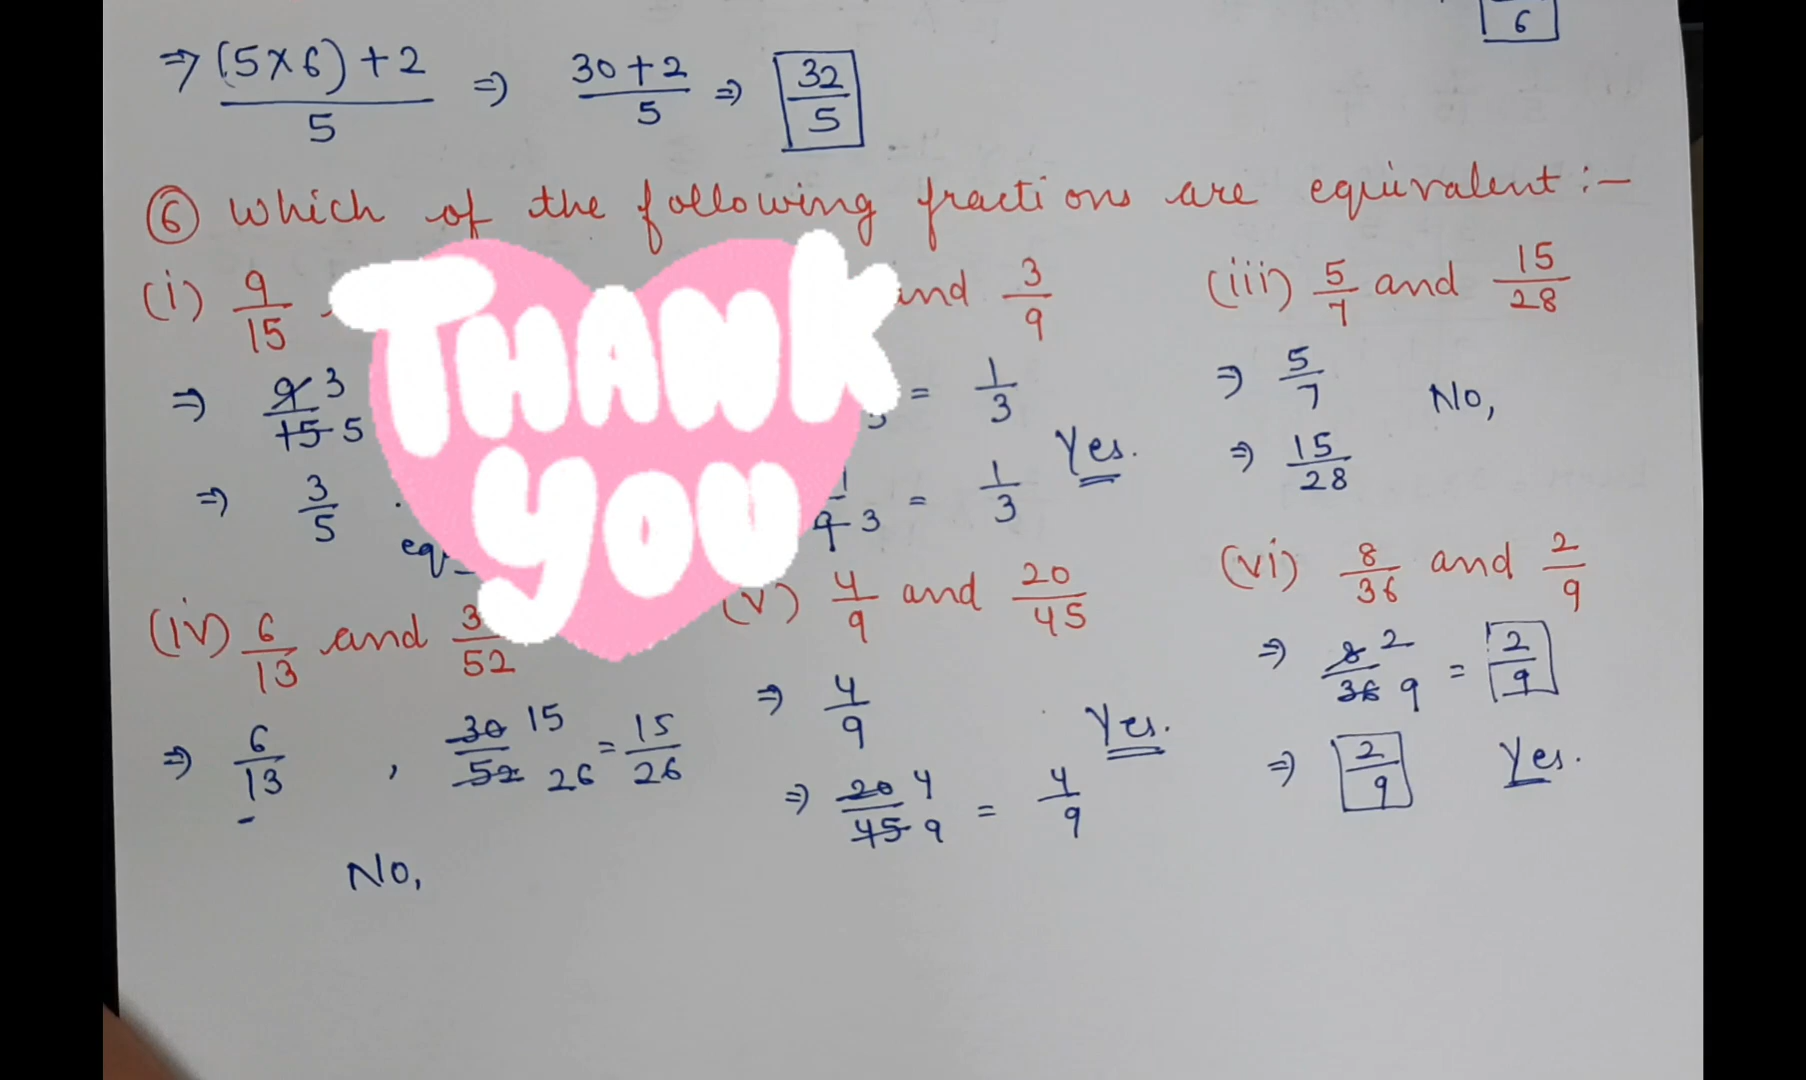 6
⇒ (5×6)+2/5 ⇒ 30+2/5 ⇒ 32/5
⑥ Which of the following fractions are equivalent :-
(i) 9/15 and 3/9 (iii) 5/7 and 15/28
⇒ 9/15 3/5 = 1/3 ⇒ 5/7 No,
Yes. ⇒ 15/28
⇒ 3/5 9 3 = 1/3
THANK
YOU
(iv) 6/13 and 52 (v) 4/9 and 20/45 (vi) 8/36 and 2/9
⇒ 6/13 , 30/52 15/26 = 15/26 ⇒ 4/9 Yes. ⇒ 8/36 2/9 = 2/9
⇒ 20/45 4/9 = 4/9 ⇒ 2/9 Yes.
No,